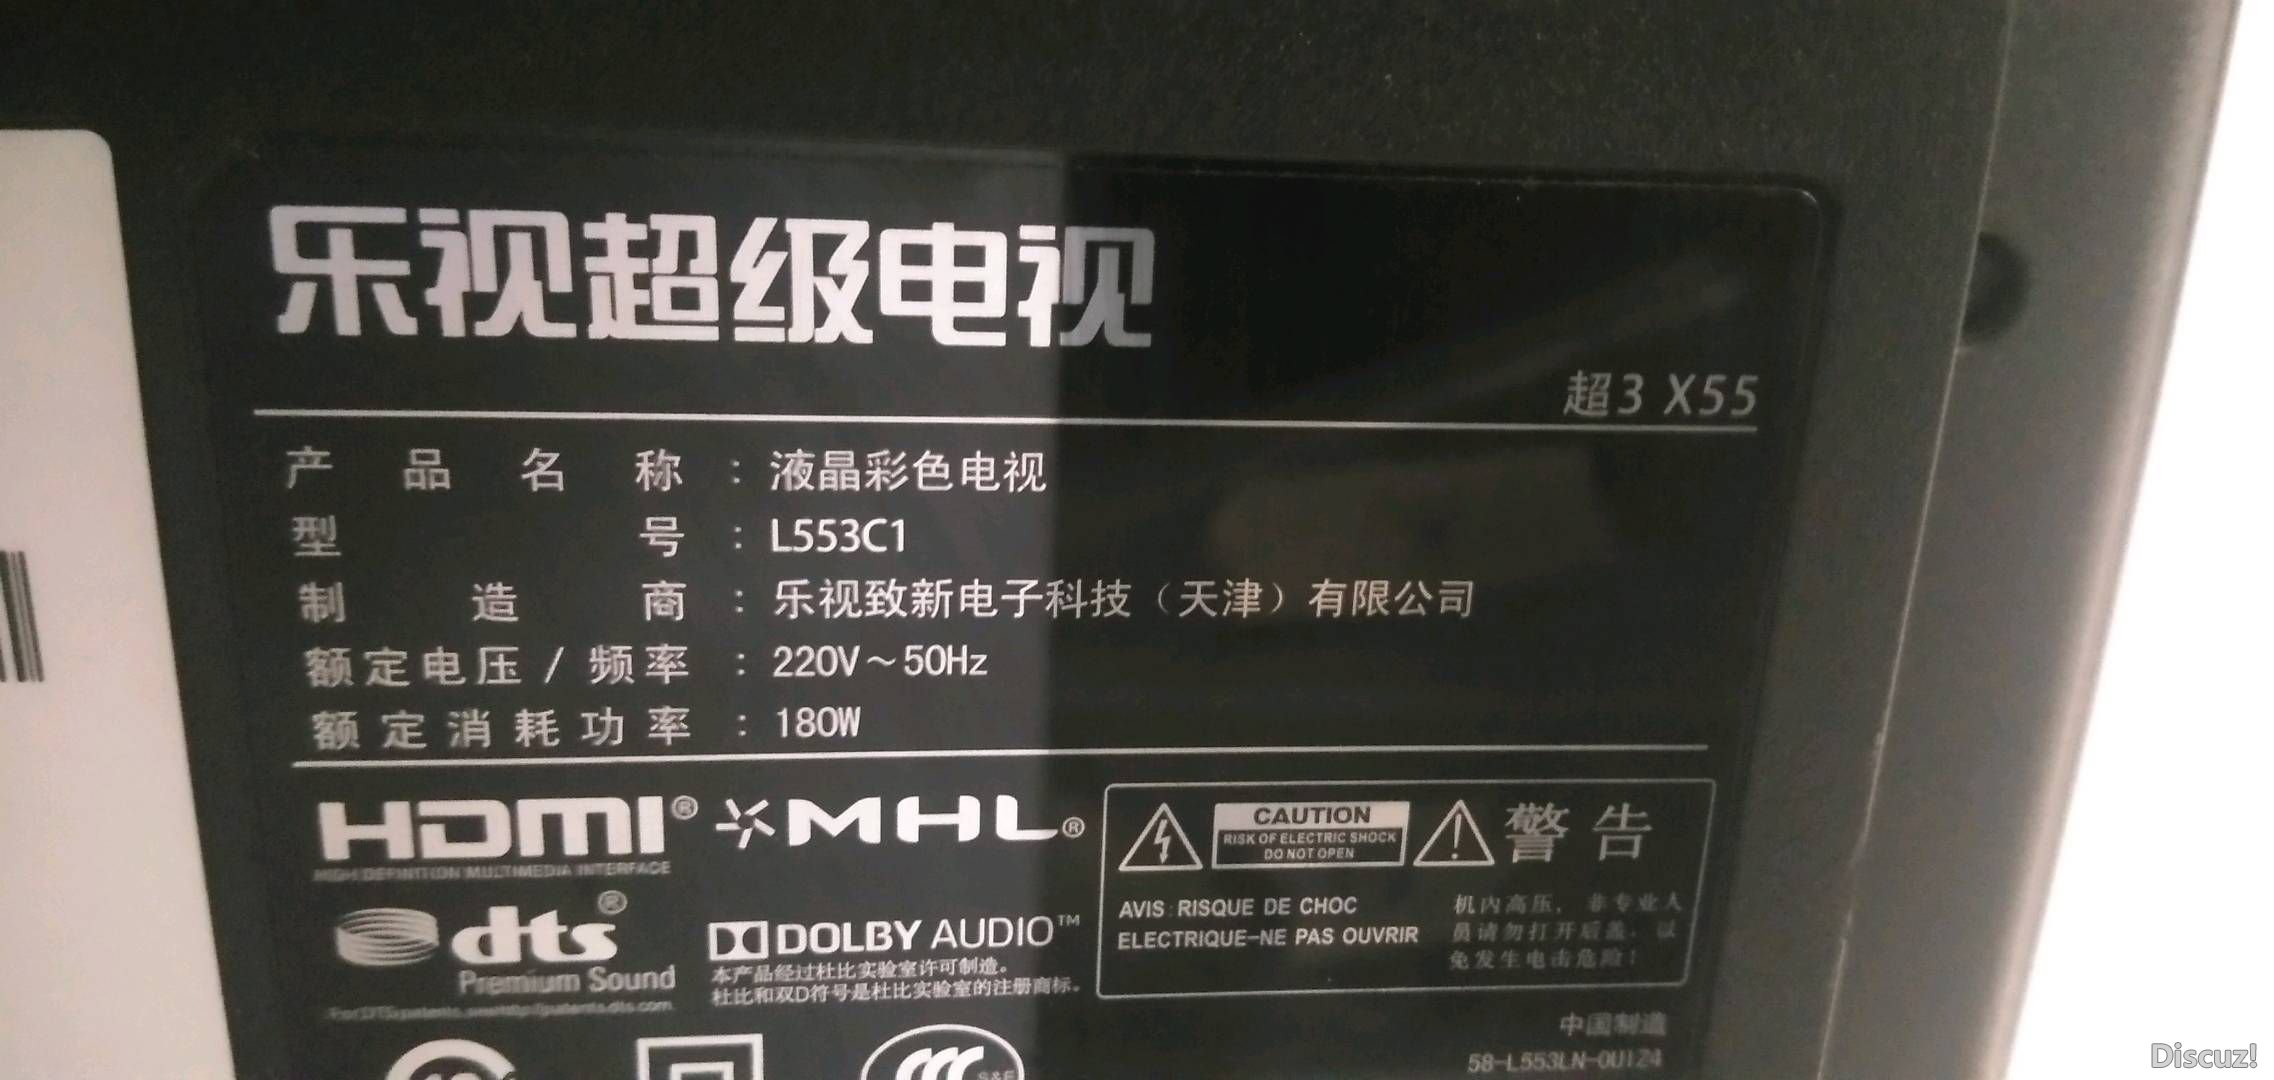 乐视超级电视
超3 X55
产品名称：液晶彩色电视
型号：L553C1
制造商：乐视致新电子科技（天津）有限公司
额定电压/频率：220V～50Hz
额定消耗功率：180W
HDMI®
HIGH DEFINITION MULTIMEDIA INTERFACE
MHL®
CAUTION
RISK OF ELECTRIC SHOCK
DO NOT OPEN
警告
AVIS: RISQUE DE CHOC
ELECTRIQUE-NE PAS OUVRIR
机内高压，非专业人
员请勿打开后盖，以
免发生电击危险！
dts®
Premium Sound
DOLBY AUDIO™
本产品经过杜比实验室许可制造。
杜比和双D符号是杜比实验室的注册商标。
中国制造
58-L553LN-0U1Z4
S&E
Discuz!